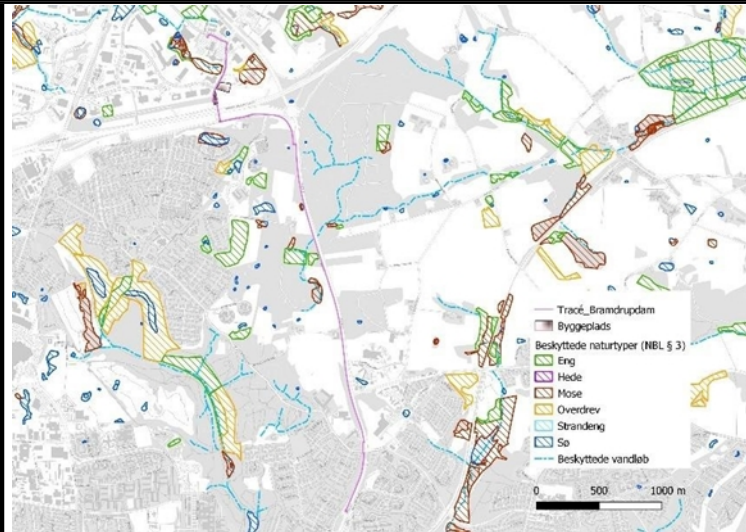 Tracé_Bramdrupdam
Byggeplads
Beskyttede naturtyper (NBL § 3)
Eng
Hede
Mose
Overdrev
Strandeng
Sø
Beskyttede vandløb
0 500 1000 m